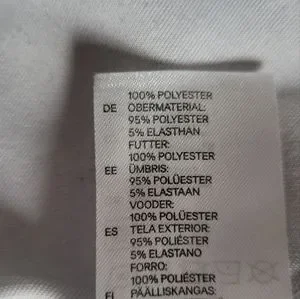 100% POLYESTER
DE OBERMATERIAL:
95% POLYESTER
5% ELASTHAN
FUTTER:
100% POLYESTER
EE ÜMBRIS:
95% POLÜESTER
5% ELASTAAN
VOODER:
100% POLÜESTER
ES TELA EXTERIOR:
95% POLIÉSTER
5% ELASTANO
FORRO:
100% POLIÉSTER
FI PÄÄLLISKANGAS: